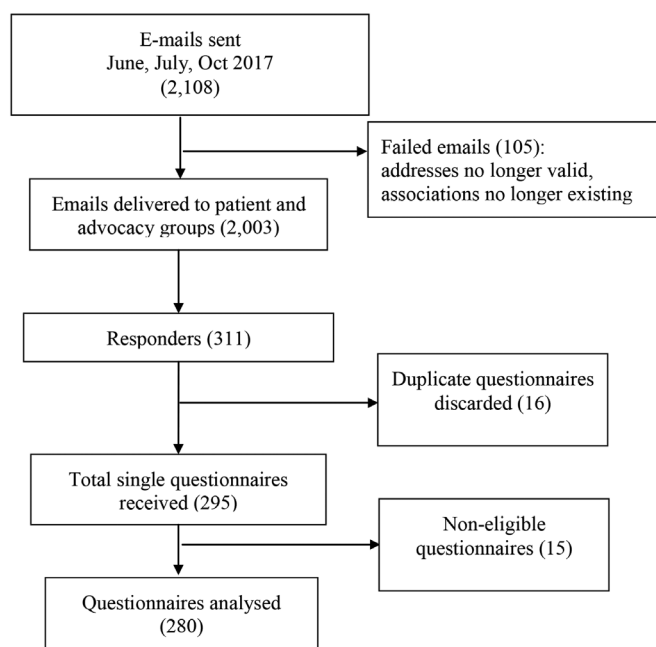 E-mails sent
June, July, Oct 2017
(2,108)
Failed emails (105):
addresses no longer valid,
associations no longer existing
Emails delivered to patient and
advocacy groups (2,003)
Responders (311)
Duplicate questionnaires
discarded (16)
Total single questionnaires
received (295)
Non-eligible
questionnaires (15)
Questionnaires analysed
(280)